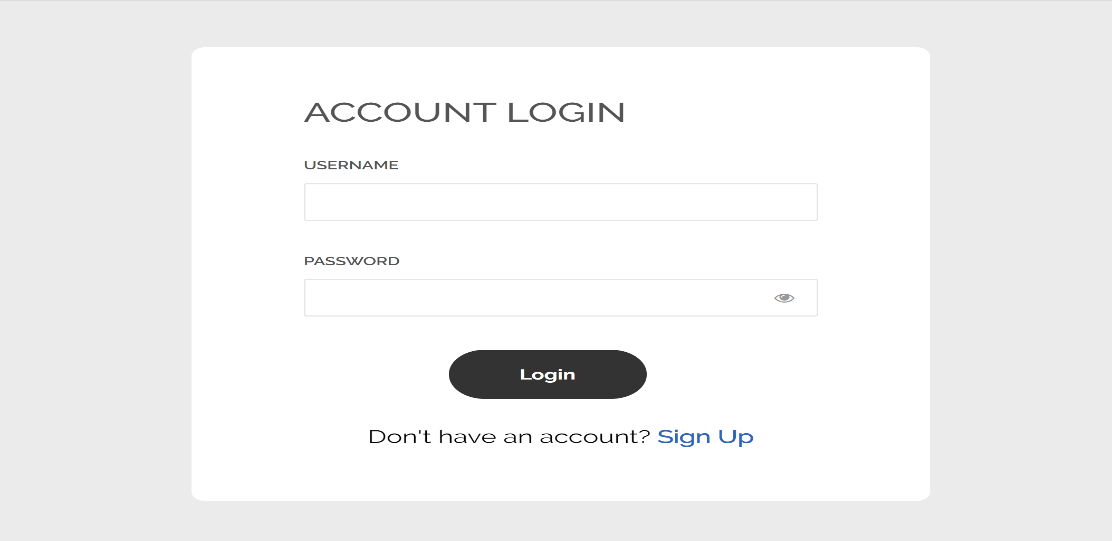 ACCOUNT LOGIN
USERNAME
PASSWORD
Login
Don't have an account? Sign Up